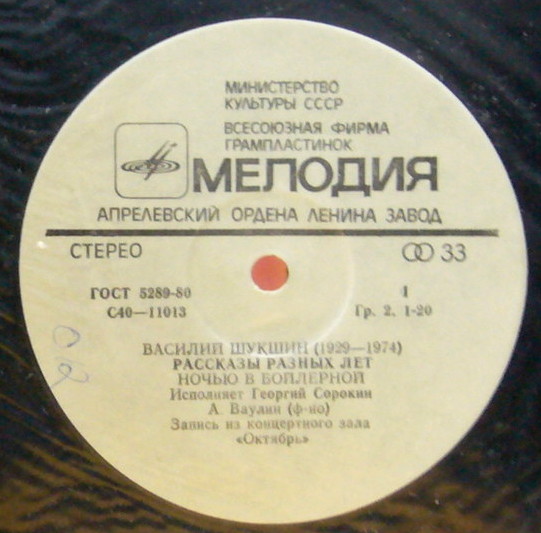 МИНИСТЕРСТВО
КУЛЬТУРЫ СССР
ВСЕСОЮЗНАЯ ФИРМА
ГРАМПЛАСТИНОК
МЕЛОДИЯ
АПРЕЛЕВСКИЙ ОРДЕНА ЛЕНИНА ЗАВОД
СТЕРЕО 33
ГОСТ 5289-80 1
С40—11013 Гр. 2. 1-20
ВАСИЛИЙ ШУКШИН (1929—1974)
РАССКАЗЫ РАЗНЫХ ЛЕТ
НОЧЬЮ В БОЙЛЕРНОЙ
Исполняет Георгий Сорокин
А. Ваулин (ф-но)
Запись из концертного зала
«Октябрь»